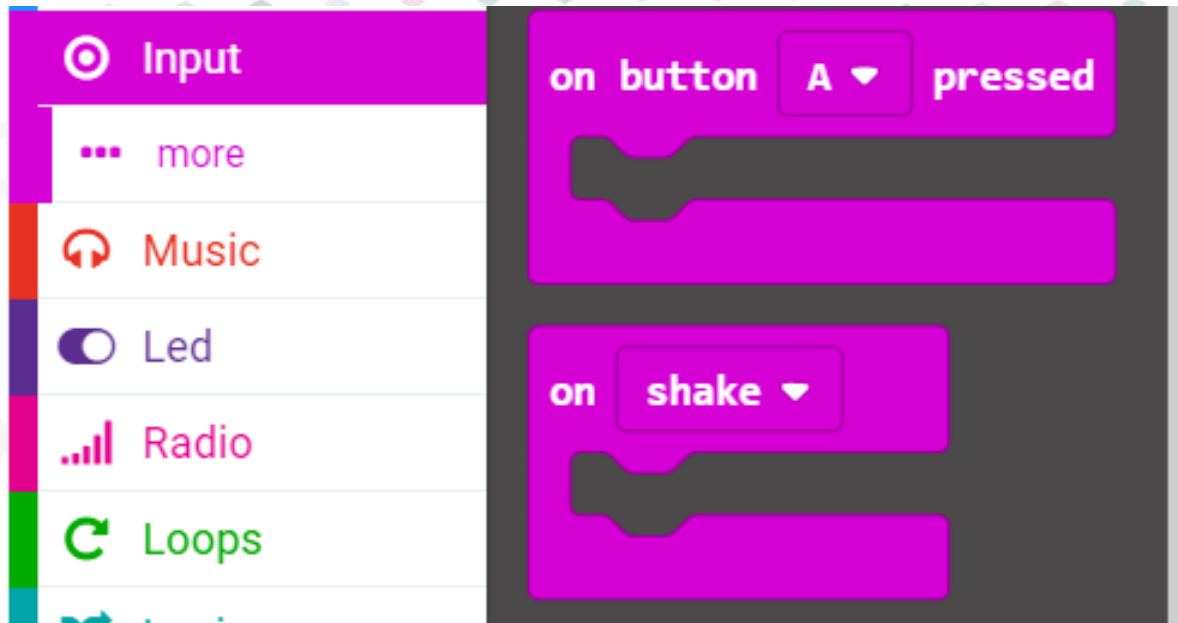 Input
more
Music
Led
Radio
Loops
on button A pressed
on shake